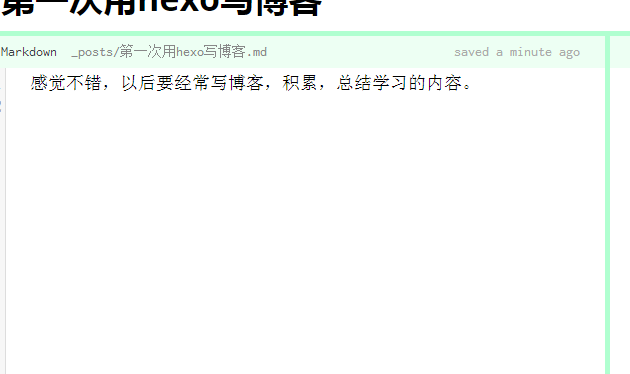 第一次用hexo写博客
Markdown _posts/第一次用hexo写博客.md saved a minute ago
感觉不错，以后要经常写博客，积累，总结学习的内容。